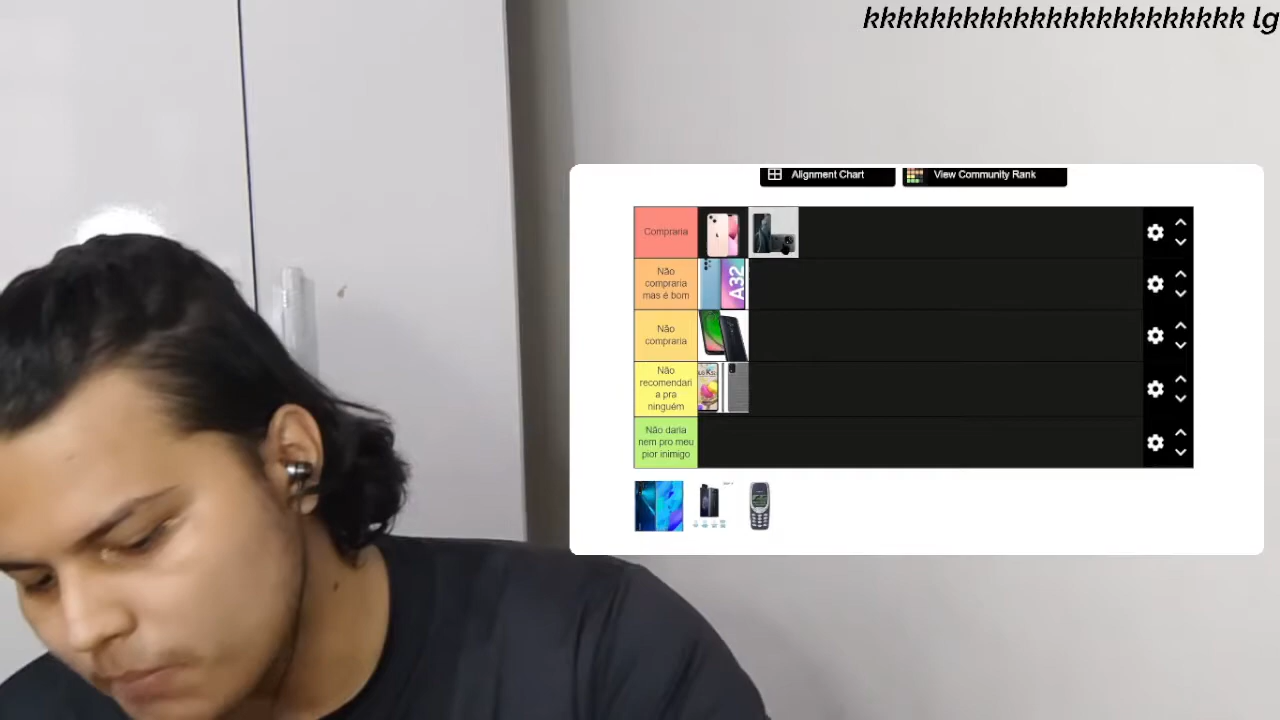 kkkkkkkkkkkkkkkkkkkkkkkk lg
Alignment Chart
View Community Rank
Compraria
Não
compraria
mas é bom
A32
Não
compraria
Não
recomendari
a pra
ninguém
Não daria
nem pro meu
pior inimigo